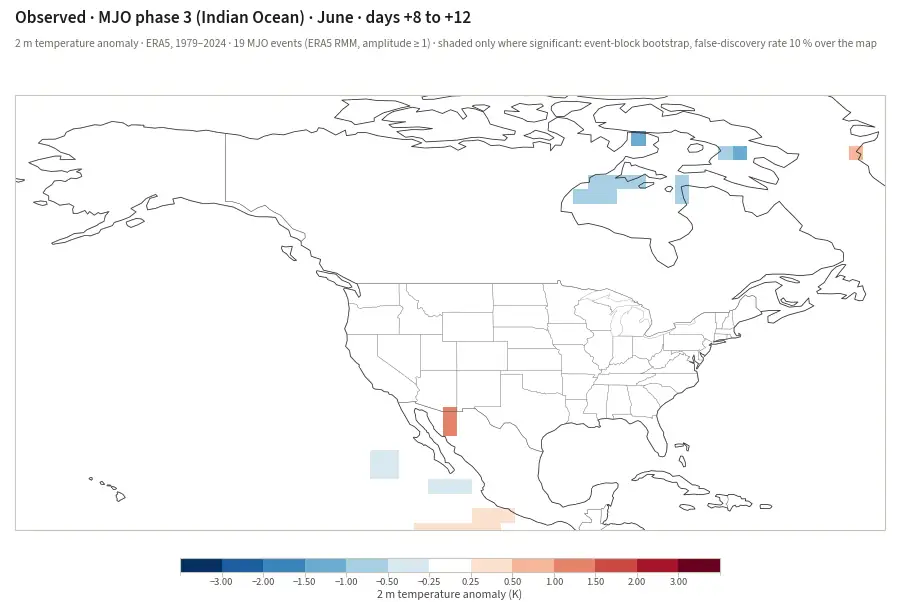 Observed · MJO phase 3 (Indian Ocean) · June · days +8 to +12
2 m temperature anomaly · ERA5, 1979–2024 · 19 MJO events (ERA5 RMM, amplitude ≥ 1) · shaded only where significant: event-block bootstrap, false-discovery rate 10 % over the map
−3.00 −2.00 −1.50 −1.00 −0.50 −0.25 0.25 0.50 1.00 1.50 2.00 3.00
2 m temperature anomaly (K)